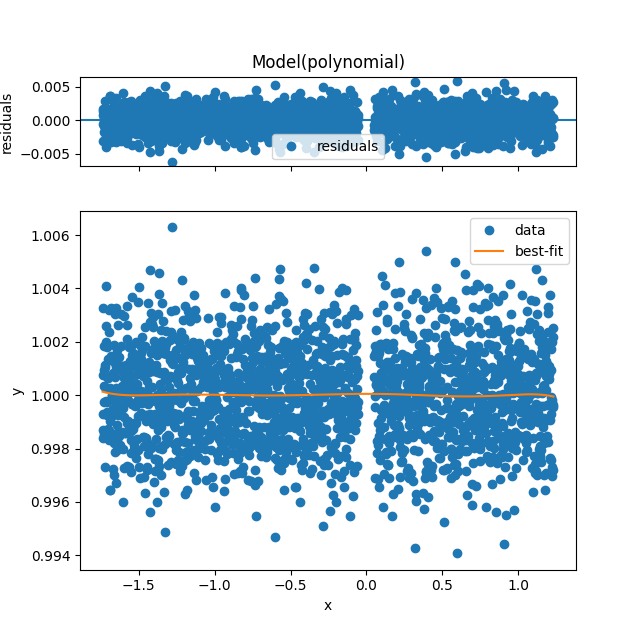 Model(polynomial)
0.005
0.000
−0.005
residuals
residuals
1.006
1.004
1.002
1.000
0.998
0.996
0.994
y
data
best-fit
−1.5
−1.0
−0.5
0.0
0.5
1.0
x